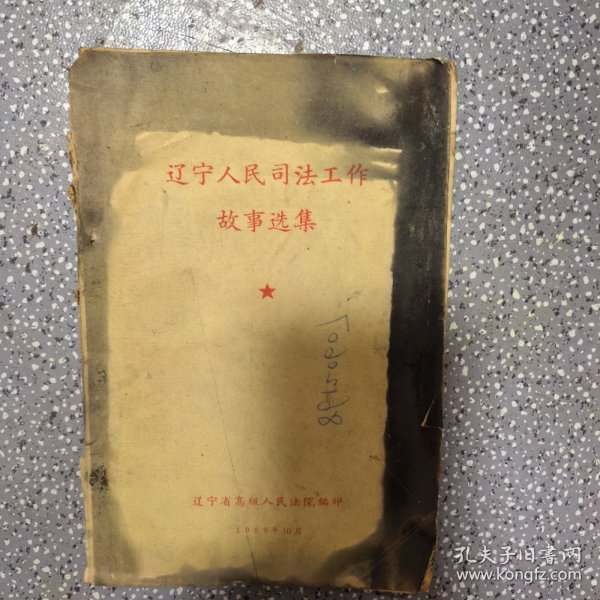 辽宁人民司法工作
故事选集
辽宁省高级人民法院编印
1959年10月
孔夫子旧书网
www.kongfz.com